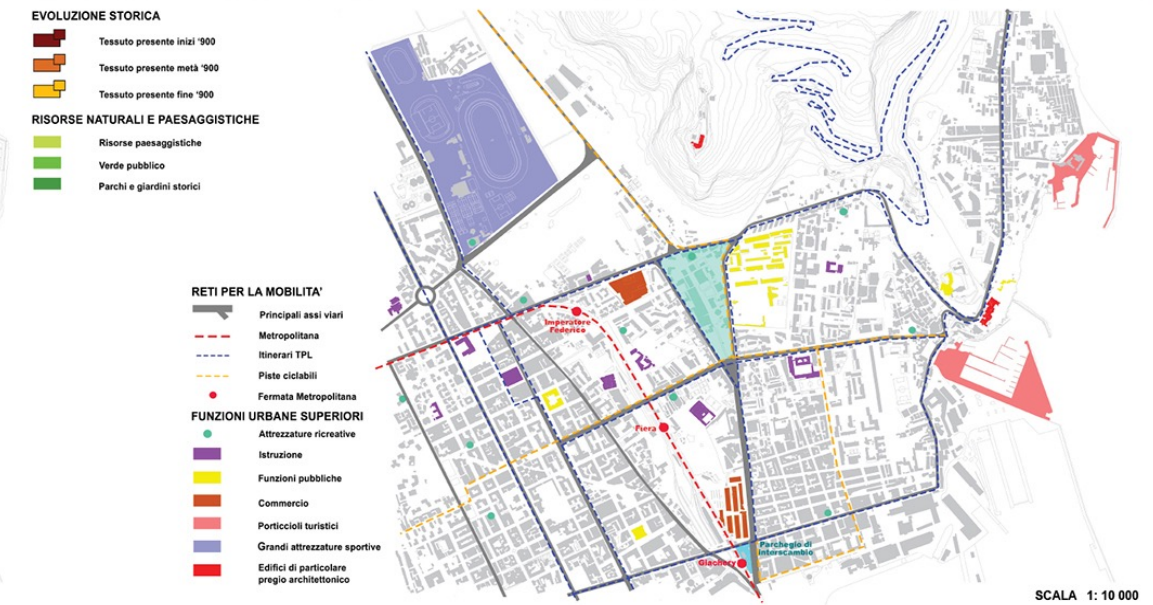 EVOLUZIONE STORICA
Tessuto presente inizi ‘900
Tessuto presente metà ‘900
Tessuto presente fine ‘900
RISORSE NATURALI E PAESAGGISTICHE
Risorse paesaggistiche
Verde pubblico
Parchi e giardini storici
RETI PER LA MOBILITA'
Principali assi viari
Metropolitana
Itinerari TPL
Piste ciclabili
Fermata Metropolitana
FUNZIONI URBANE SUPERIORI
Attrezzature ricreative
Istruzione
Funzioni pubbliche
Commercio
Porticcioli turistici
Grandi attrezzature sportive
Edifici di particolare
pregio architettonico
Imperatore
Federico
Fiera
Parchegio di
interscambio
Giachery
SCALA 1: 10 000